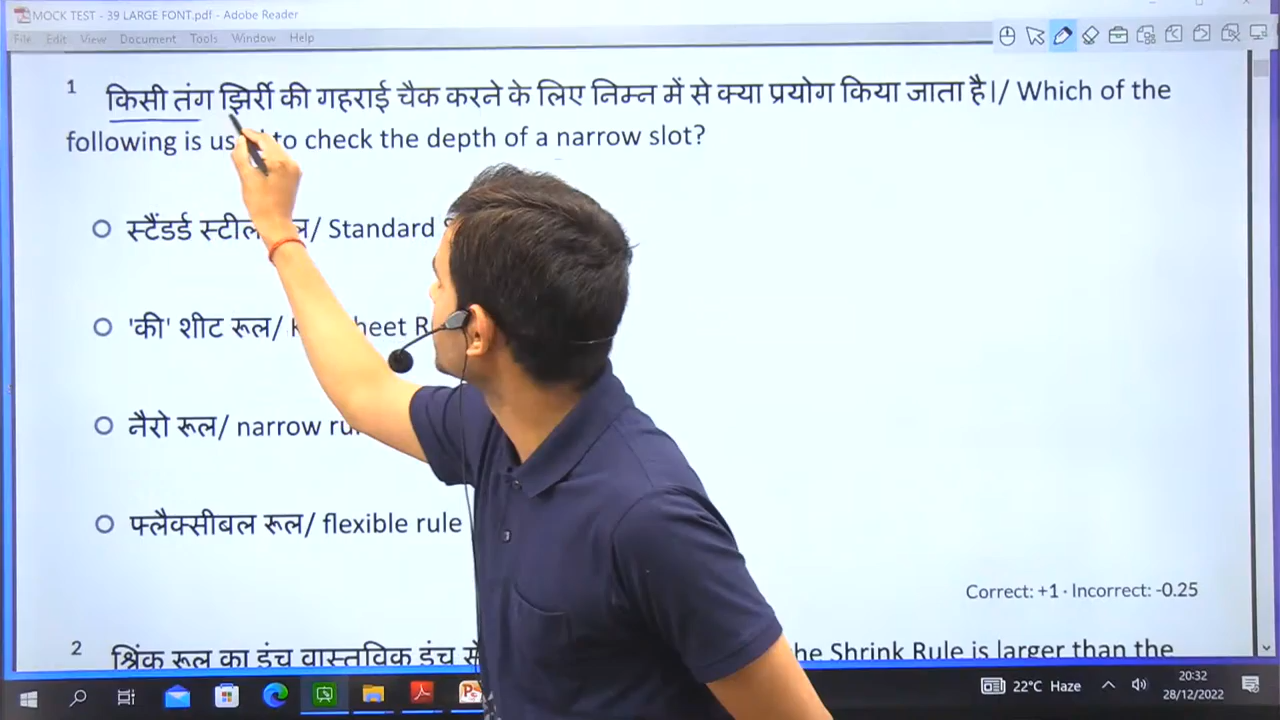 MOCK TEST - 39 LARGE FONT.pdf - Adobe Reader
File Edit View Document Tools Window Help
1 किसी तंग झिर्री की गहराई चैक करने के लिए निम्न में से क्या प्रयोग किया जाता है।/ Which of the
following is to check the depth of a narrow slot?
स्टैंडर्ड स्टील / Standard
'की' शीट रूल/
नैरो रूल/ narrow
फ्लैक्सीबल रूल/ flexible rule
Correct: +1 · Incorrect: -0.25
2 श्रिंक रूल का इंच वास्तविक इंच Shrink Rule is larger than the
22°C Haze
20:32
28/12/2022